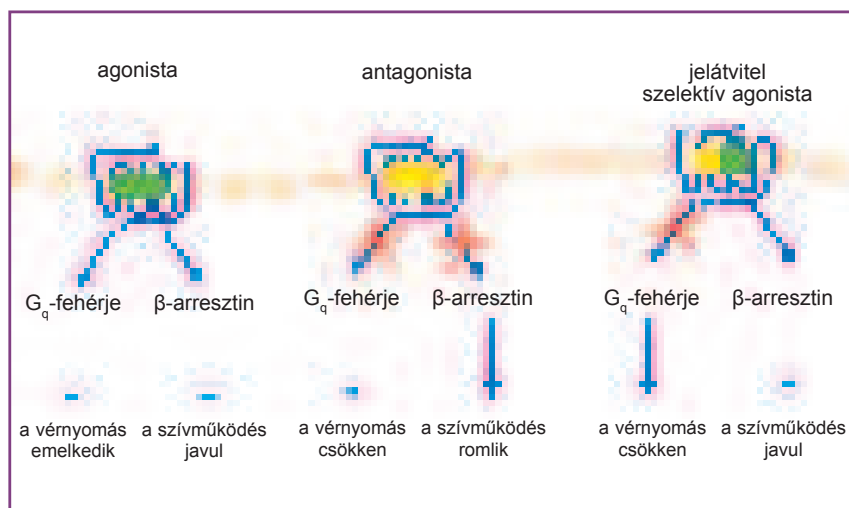 agonista
antagonista
jelátvitel
szelektív agonista
Gq-fehérje
β-arresztin
Gq-fehérje
β-arresztin
Gq-fehérje
β-arresztin
a vérnyomás
emelkedik
a szívműködés
javul
a vérnyomás
csökken
a szívműködés
romlik
a vérnyomás
csökken
a szívműködés
javul